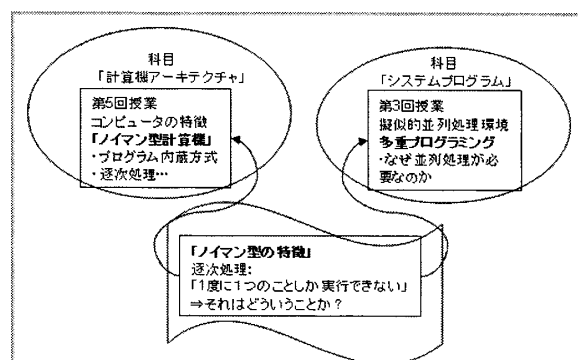 科目
「計算機アーキテクチャ」
第5回授業
コンピュータの特徴
「ノイマン型計算機」
・プログラム内蔵方式
・逐次処理…
科目
「システムプログラム」
第3回授業
擬似的並列処理環境
多重プログラミング
・なぜ並列処理が必
要なのか
「ノイマン型の特徴」
逐次処理:
「1度に1つのことしか実行できない」
⇒それはどういうことか?